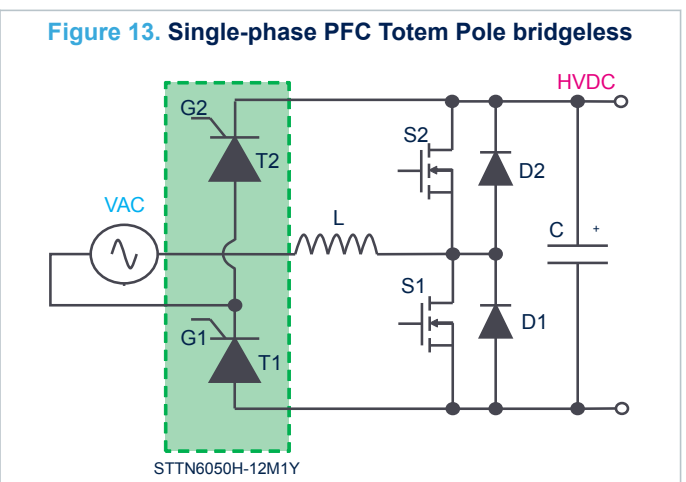 Figure 13. Single-phase PFC Totem Pole bridgeless
HVDC
G2
S2
T2
D2
VAC
L
C
+
S1
G1
D1
T1
STTN6050H-12M1Y